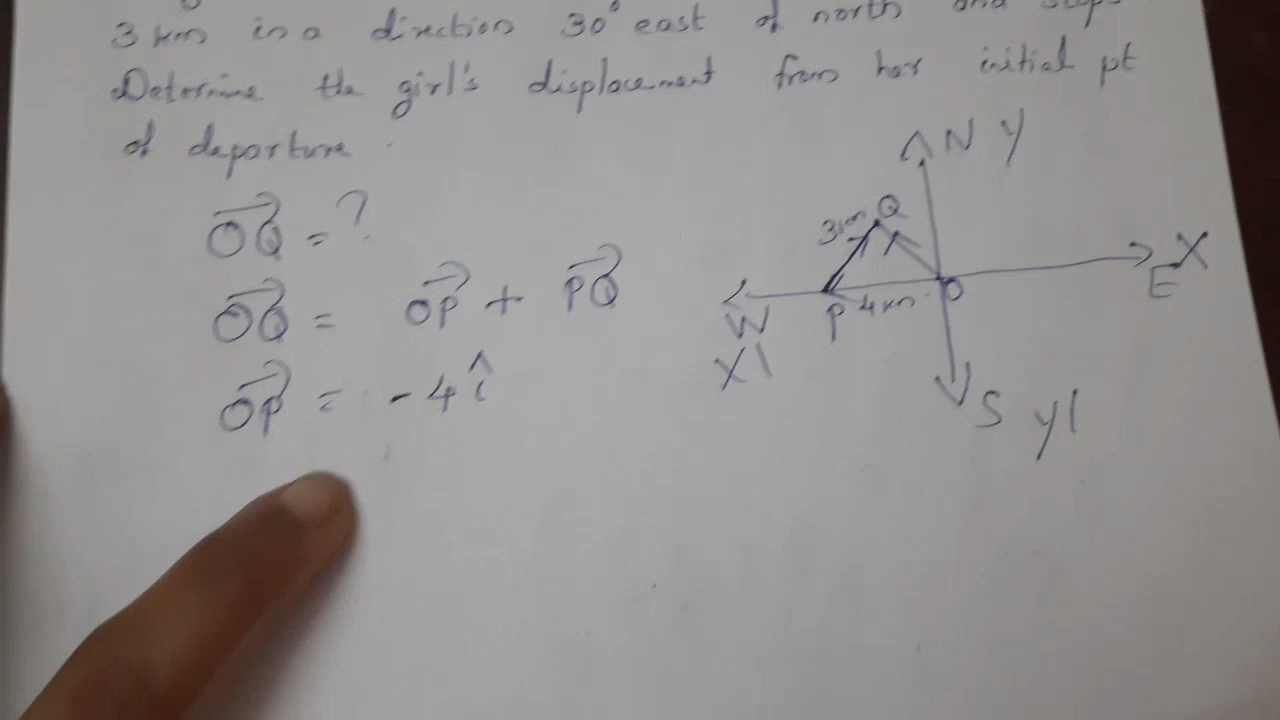 3 km in a direction 30° east of north and stops
Determine the girl's displacement from her initial pt
of departure.
N Y
OQ→ = ?
3km Q
X
E
OQ→ = OP→ + PQ→
O
P 4km
W
X|
OP→ = -4î
S y|